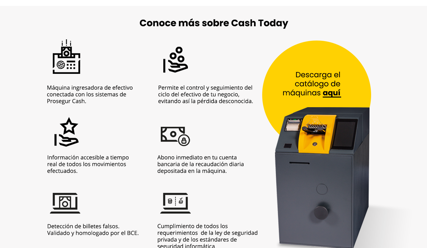 Conoce más sobre Cash Today
Máquina ingresadora de efectivo
conectada con los sistemas de
Prosegur Cash.
Permite el control y seguimiento del
ciclo del efectivo de tu negocio,
evitando así la pérdida desconocida.
Descarga el
catálogo de
máquinas aquí
Información accesible a tiempo
real de todos los movimientos
efectuados.
Abono inmediato en tu cuenta
bancaria de la recaudación diaria
depositada en la máquina.
Detección de billetes falsos.
Validado y homologado por el BCE.
Cumplimiento de todos los
requerimientos de la ley de seguridad
privada y de los estándares de
seguridad informática